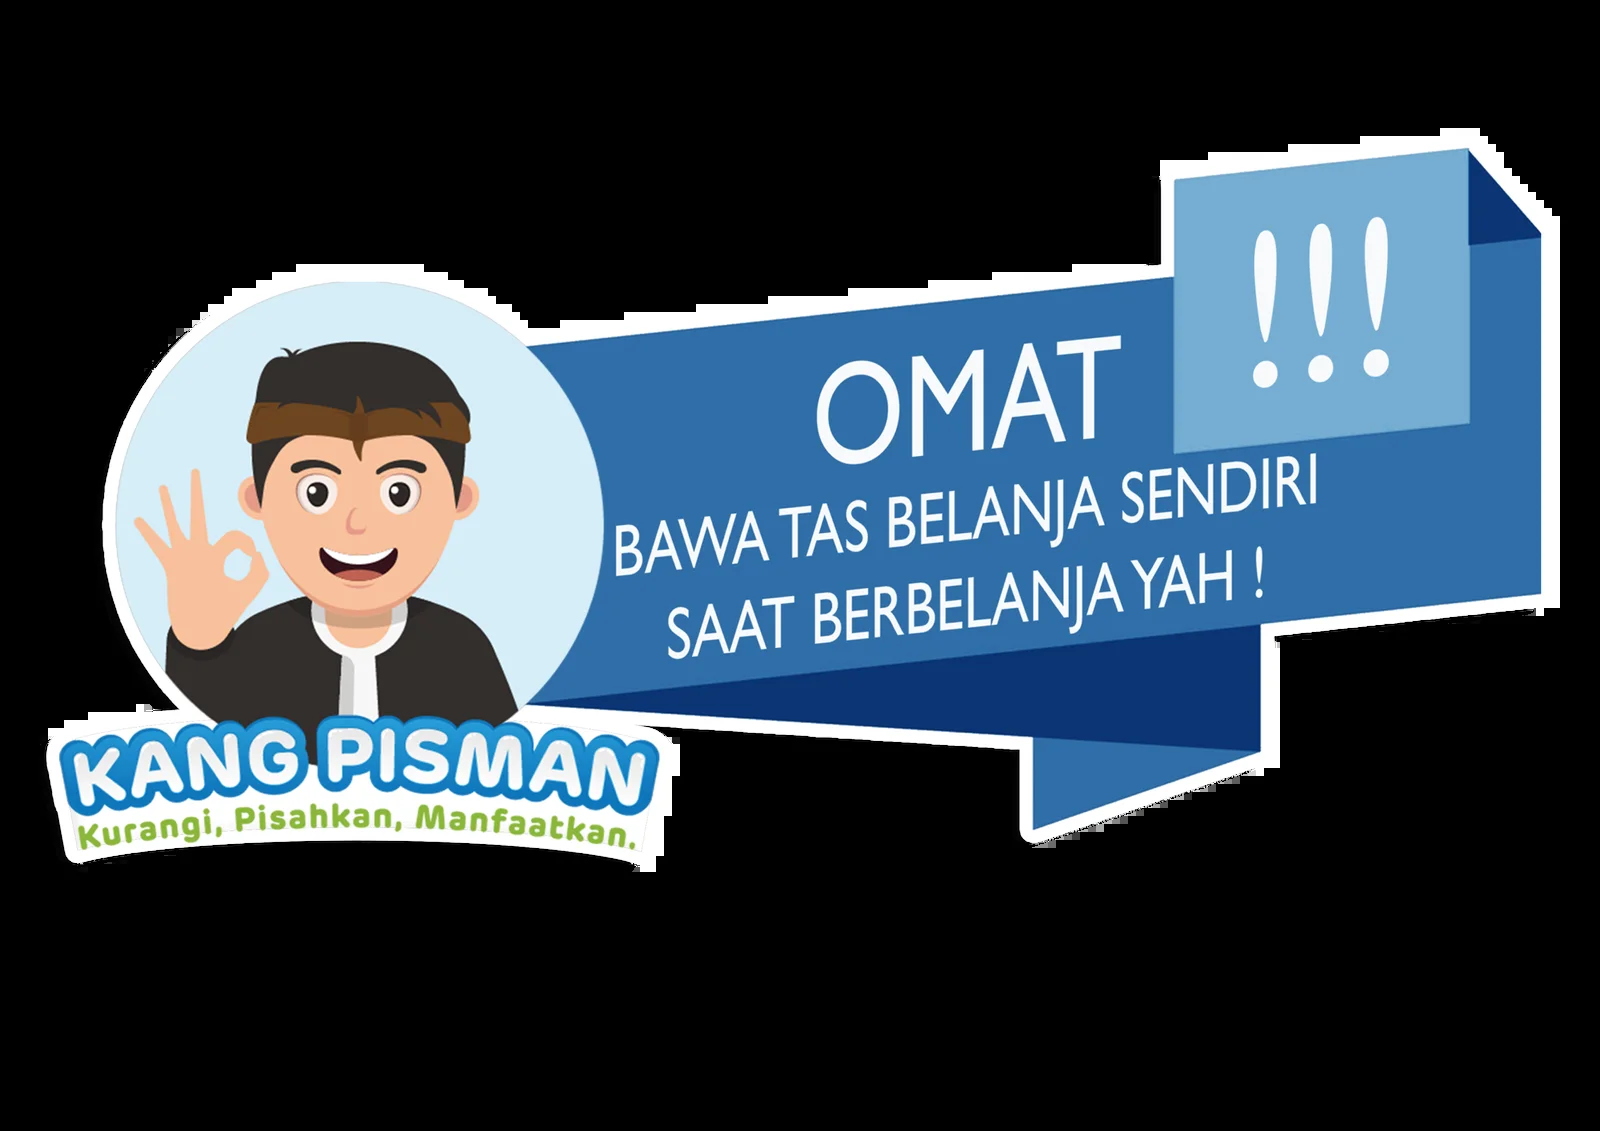 OMAT
!!!
BAWA TAS BELANJA SENDIRI
SAAT BERBELANJA YAH !
KANG PISMAN
Kurangi, Pisahkan, Manfaatkan.